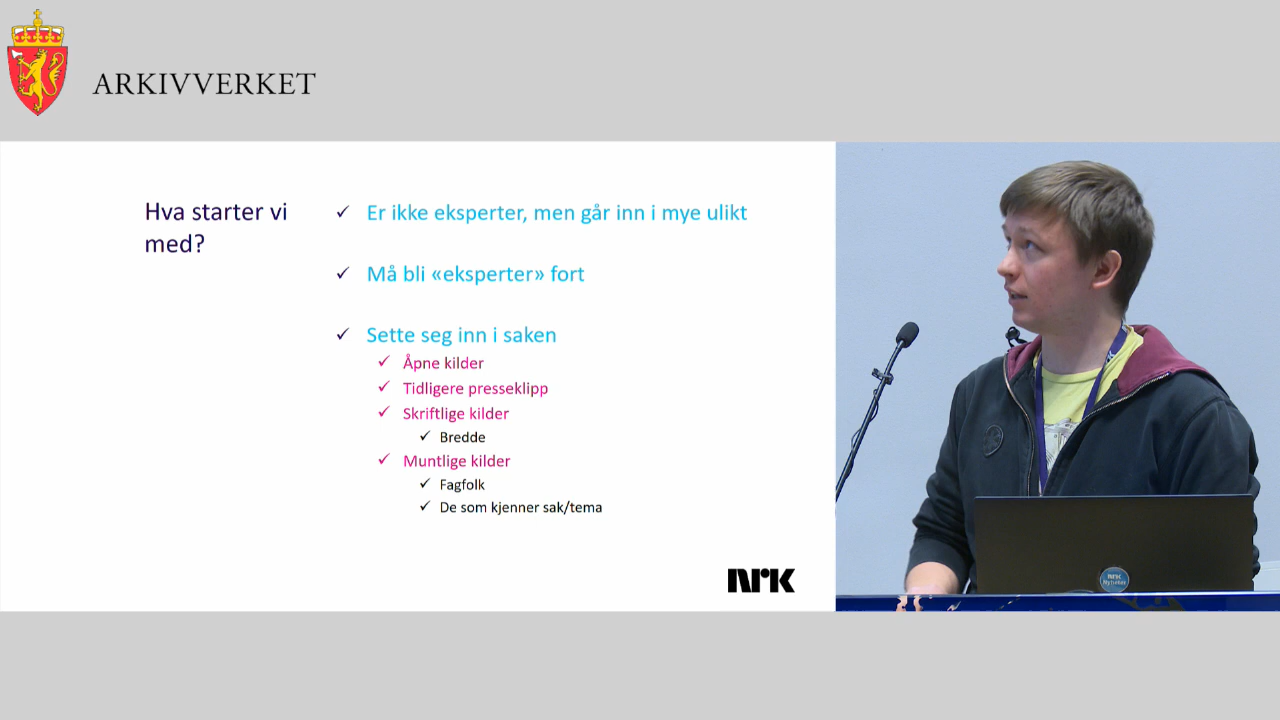 ARKIVVERKET
Hva starter vi
med?
Er ikke eksperter, men går inn i mye ulikt
Må bli «eksperter» fort
Sette seg inn i saken
Åpne kilder
Tidligere presseklipp
Skriftlige kilder
Bredde
Muntlige kilder
Fagfolk
De som kjenner sak/tema
NRK
NRK